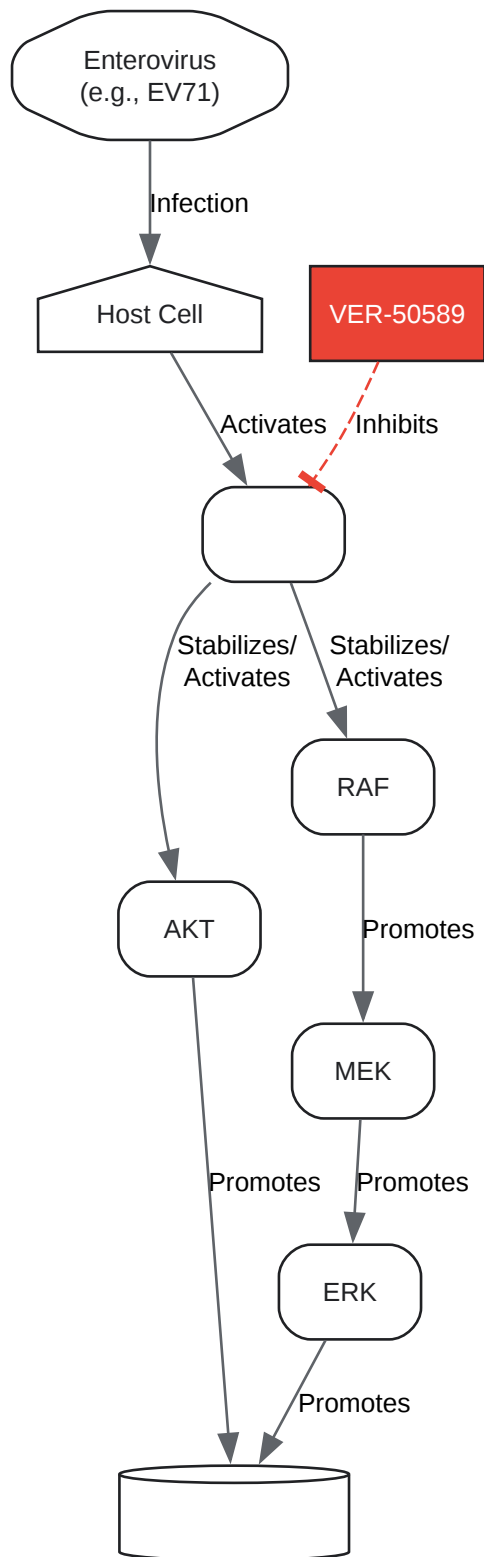 Enterovirus
(e.g., EV71)
Infection
Host Cell
VER-50589
Activates
Inhibits
Stabilizes/
Activates
Stabilizes/
Activates
RAF
AKT
Promotes
MEK
Promotes
Promotes
ERK
Promotes